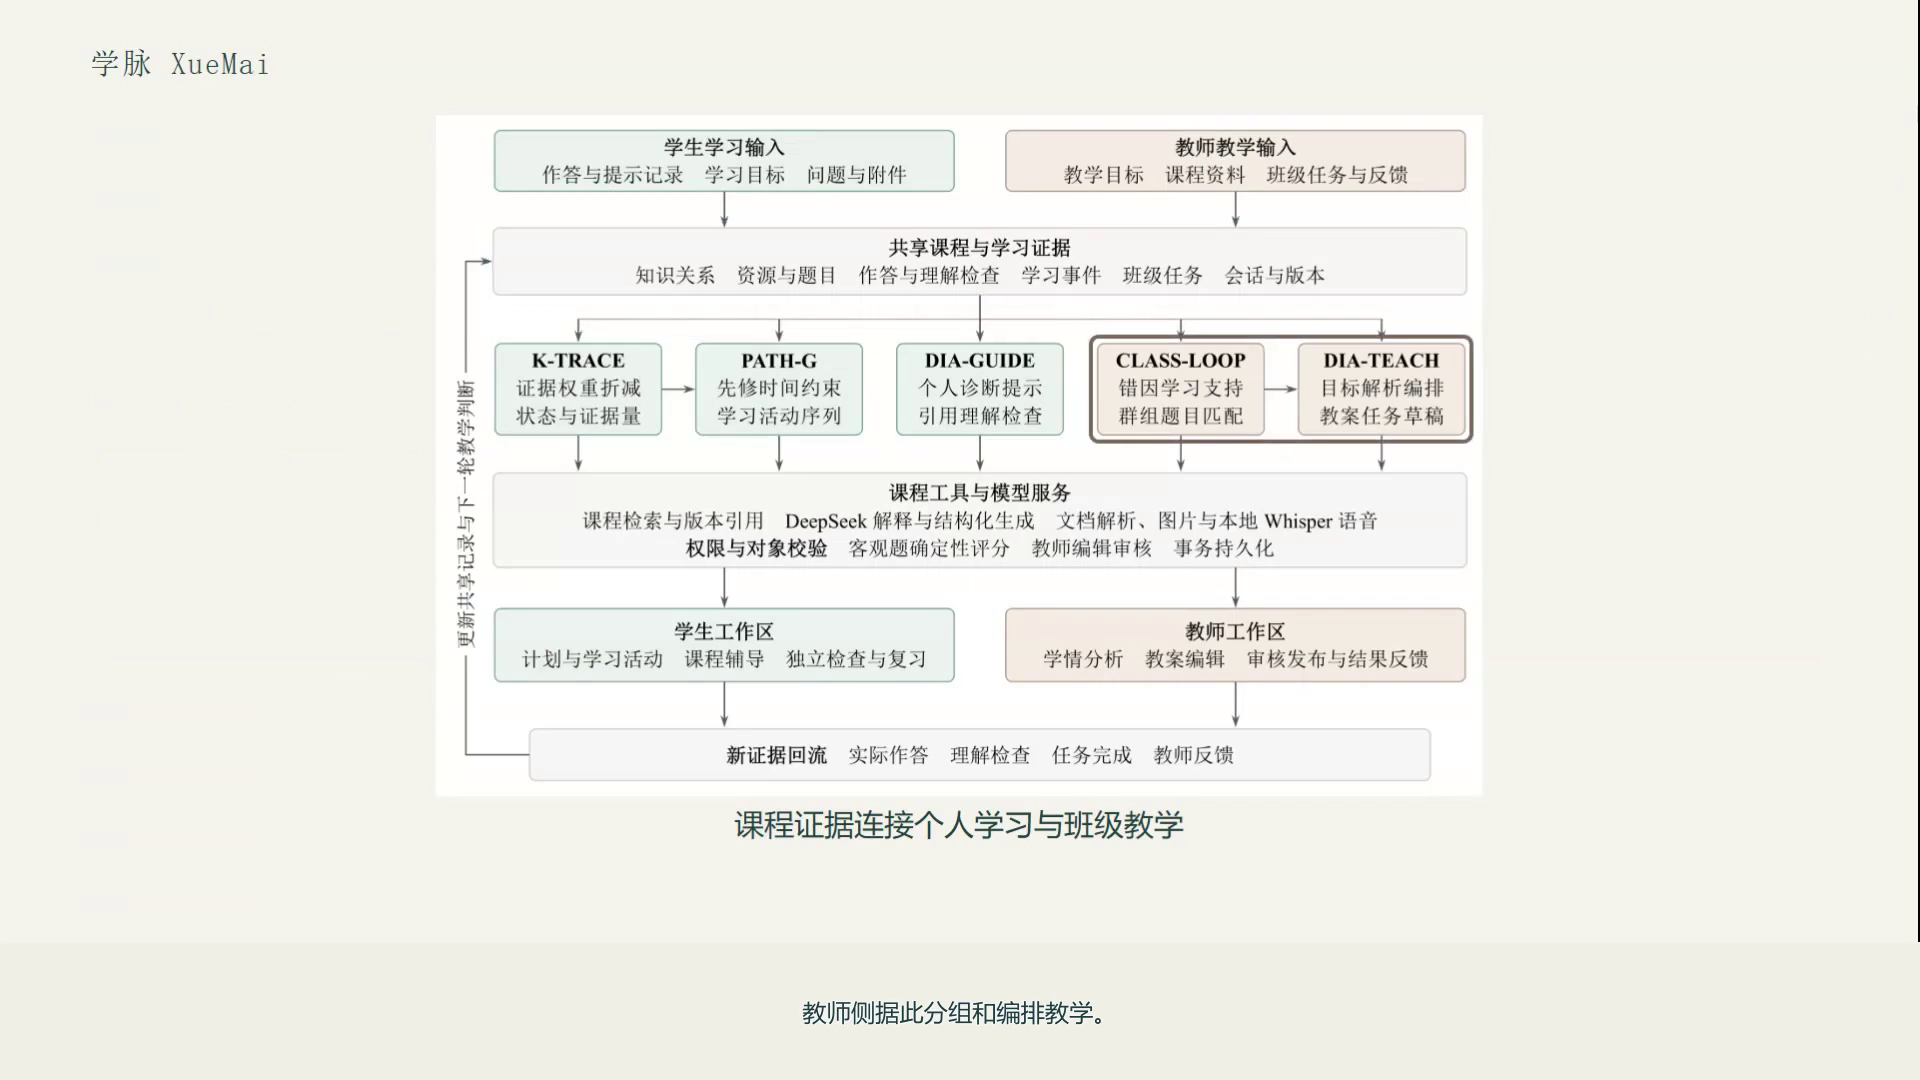 学脉 XueMai
学生学习输入
作答与提示记录 学习目标 问题与附件
教师教学输入
教学目标 课程资料 班级任务与反馈
共享课程与学习证据
知识关系 资源与题目 作答与理解检查 学习事件 班级任务 会话与版本
K-TRACE
证据权重折减
状态与证据量
PATH-G
先修时间约束
学习活动序列
DIA-GUIDE
个人诊断提示
引用理解检查
CLASS-LOOP
错因学习支持
群组题目匹配
DIA-TEACH
目标解析编排
教案任务草稿
更新共享记录与下一轮教学判断
课程工具与模型服务
课程检索与版本引用 DeepSeek 解释与结构化生成 文档解析、图片与本地 Whisper 语音
权限与对象校验 客观题确定性评分 教师编辑审核 事务持久化
学生工作区
计划与学习活动 课程辅导 独立检查与复习
教师工作区
学情分析 教案编辑 审核发布与结果反馈
新证据回流 实际作答 理解检查 任务完成 教师反馈
课程证据连接个人学习与班级教学
教师侧据此分组和编排教学。